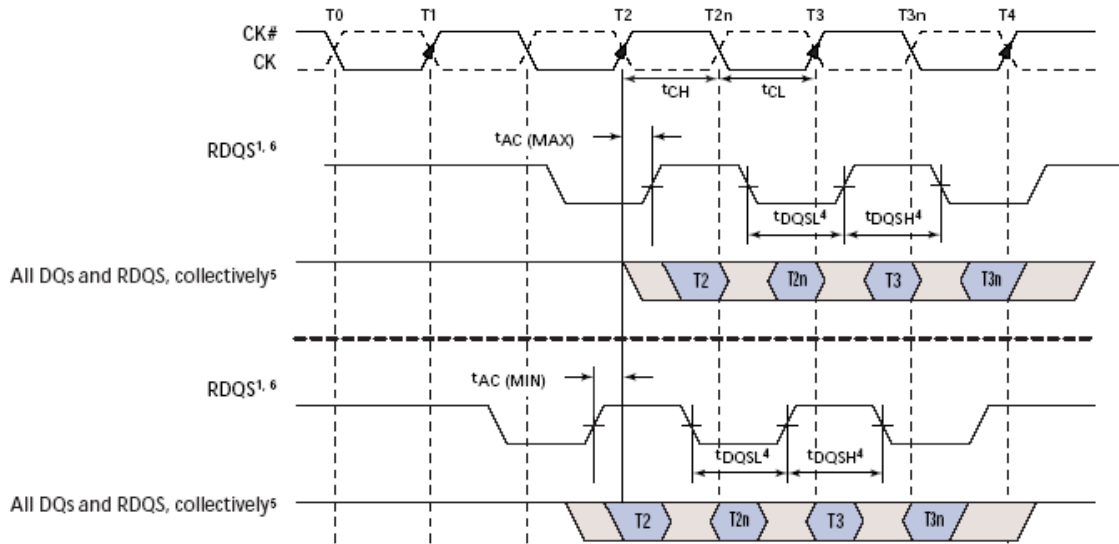 T0 T1 T2 T2n T3 T3n T4
CK#
CK
tCH tCL
tAC (MAX)
RDQS1, 6
tDQSL4 tDQSH4
All DQs and RDQS, collectively5
T2 T2n T3 T3n
tAC (MIN)
RDQS1, 6
tDQSL4 tDQSH4
All DQs and RDQS, collectively5
T2 T2n T3 T3n